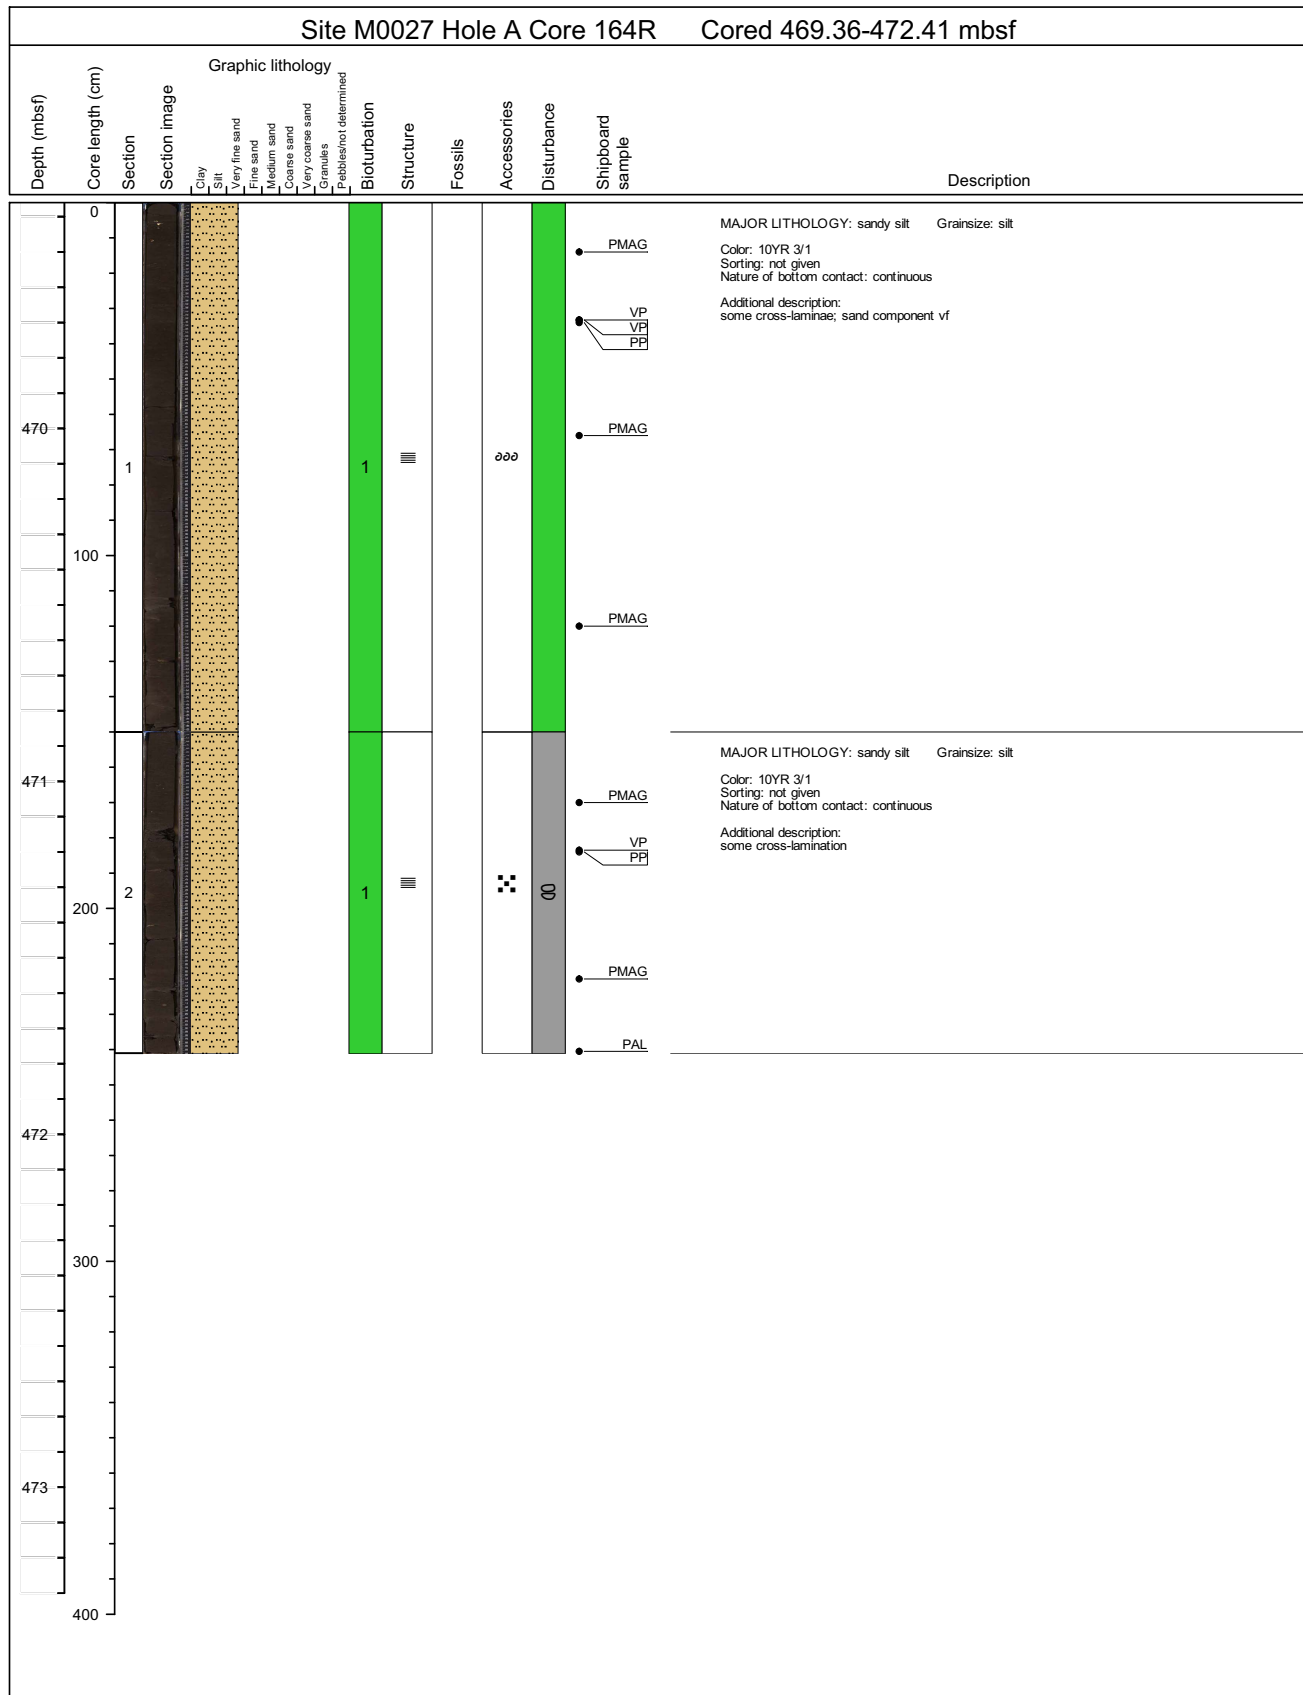 Site M0027 Hole A Core 164R Cored 469.36-472.41 mbsf
Depth (mbsf)
Core length (cm)
Section
Section image
Graphic lithology
Clay
Silt
Very fine sand
Fine sand
Medium sand
Coarse sand
Very coarse sand
Granules
Pebbles/not determined
Bioturbation
Structure
Fossils
Accessories
Disturbance
Shipboard
sample
Description
0
MAJOR LITHOLOGY: sandy silt Grainsize: silt
PMAG
Color: 10YR 3/1
Sorting: not given
Nature of bottom contact: continuous
Additional description:
some cross-laminae; sand component vf
VP
VP
PP
470
PMAG
1
1
100
PMAG
MAJOR LITHOLOGY: sandy silt Grainsize: silt
471
Color: 10YR 3/1
Sorting: not given
PMAG
Nature of bottom contact: continuous
Additional description:
some cross-lamination
VP
PP
2
1
200
PMAG
PAL
472
300
473
400